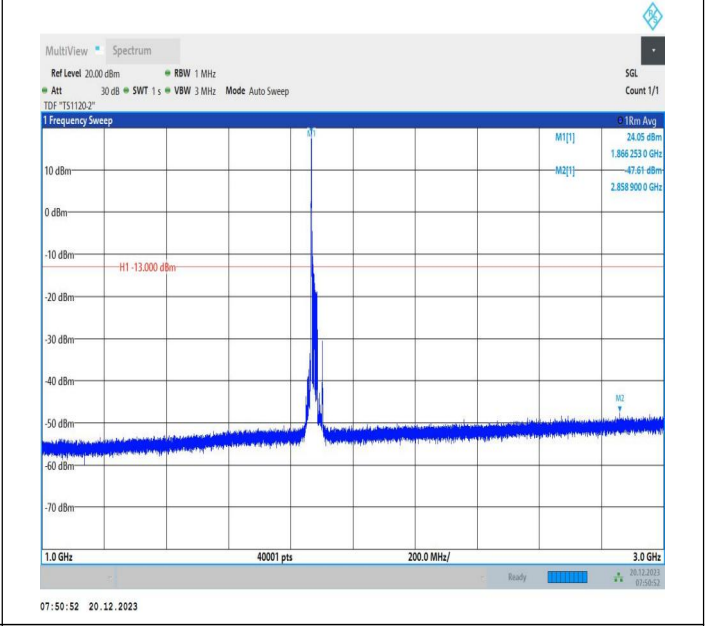 R S
MultiView Spectrum
Ref Level 20.00 dBm RBW 1 MHz SGL
Att 30 dB SWT 1 s VBW 3 MHz Mode Auto Sweep Count 1/1
TDF "TS1120-2"
1 Frequency Sweep 1Rm Avg
M1
M1[1] 24.05 dBm
1.866 253 0 GHz
10 dBm M2[1] -47.61 dBm
2.858 900 0 GHz
0 dBm
-10 dBm
H1 -13.000 dBm
-20 dBm
-30 dBm
-40 dBm
M2
-50 dBm
-60 dBm
-70 dBm
1.0 GHz 40001 pts 200.0 MHz/ 3.0 GHz
Ready 20.12.2023
07:50:52
07:50:52 20.12.2023